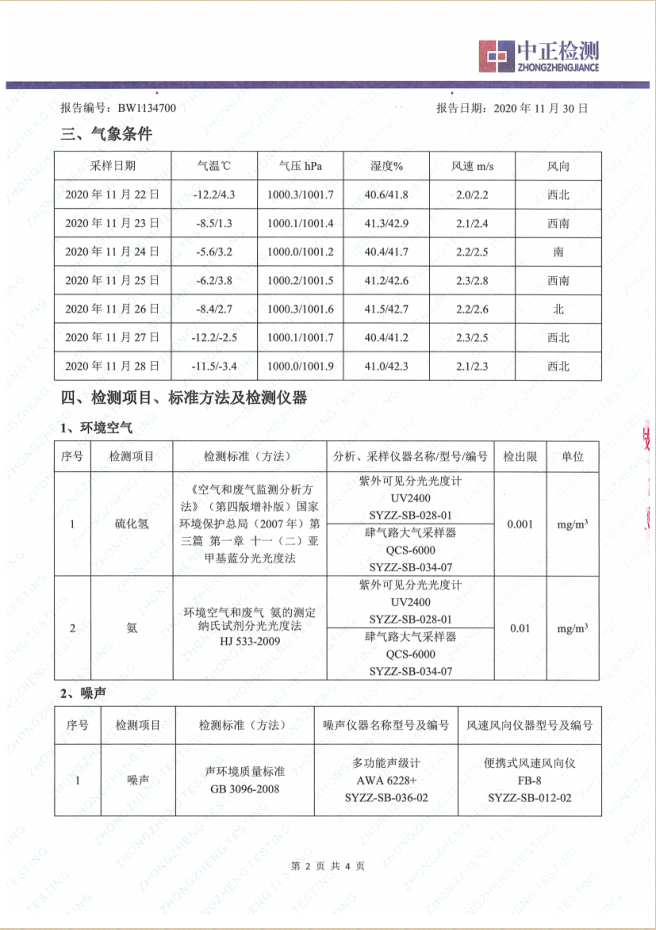 中正检测
ZHONGZHENGJIANCE
报告编号：BW1134700 报告日期：2020 年 11 月 30 日
三、气象条件
采样日期 气温℃ 气压 hPa 湿度% 风速 m/s 风向
2020 年 11 月 22 日 -12.2/4.3 1000.3/1001.7 40.6/41.8 2.0/2.2 西北
2020 年 11 月 23 日 -8.5/1.3 1000.1/1001.4 41.3/42.9 2.1/2.4 西南
2020 年 11 月 24 日 -5.6/3.2 1000.0/1001.2 40.4/41.7 2.2/2.5 南
2020 年 11 月 25 日 -6.2/3.8 1000.2/1001.5 41.2/42.6 2.3/2.8 西南
2020 年 11 月 26 日 -8.4/2.7 1000.3/1001.6 41.5/42.7 2.2/2.6 北
2020 年 11 月 27 日 -12.2/-2.5 1000.1/1001.7 40.4/41.2 2.3/2.5 西北
2020 年 11 月 28 日 -11.5/-3.4 1000.0/1001.9 41.0/42.3 2.1/2.3 西北
四、检测项目、标准方法及检测仪器
1、环境空气
序号 检测项目 检测标准（方法） 分析、采样仪器名称/型号/编号 检出限 单位
1 硫化氢
《空气和废气监测分析方
法》（第四版增补版）国家
环境保护总局（2007 年）第
三篇 第一章 十一（二）亚
甲基蓝分光光度法
紫外可见分光光度计
UV2400
SYZZ-SB-028-01
肆气路大气采样器
QCS-6000
SYZZ-SB-034-07
0.001 mg/m³
2 氨
环境空气和废气 氨的测定
纳氏试剂分光光度法
HJ 533-2009
紫外可见分光光度计
UV2400
SYZZ-SB-028-01
肆气路大气采样器
QCS-6000
SYZZ-SB-034-07
0.01 mg/m³
2、噪声
序号 检测项目 检测标准（方法） 噪声仪器名称型号及编号 风速风向仪器型号及编号
1 噪声
声环境质量标准
GB 3096-2008
多功能声级计
AWA 6228+
SYZZ-SB-036-02
便携式风速风向仪
FB-8
SYZZ-SB-012-02
第 2 页 共 4 页